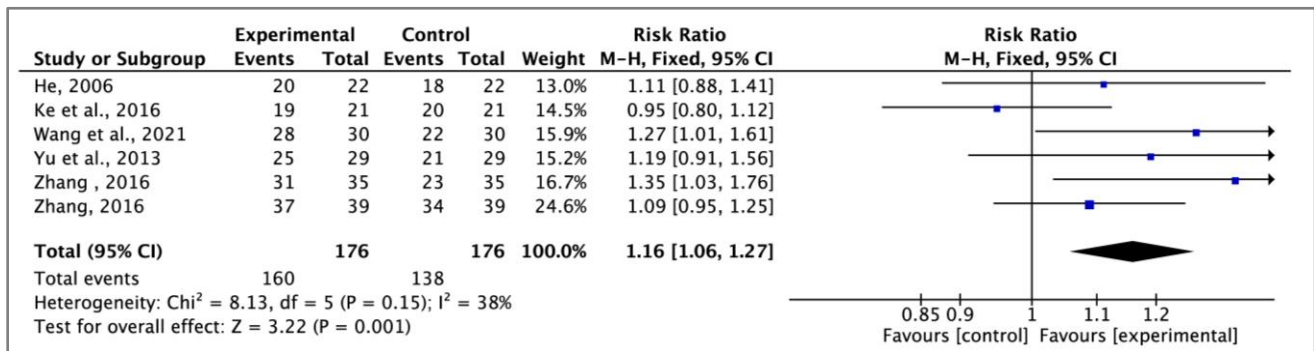 Experimental Control Risk Ratio Risk Ratio
Study or Subgroup Events Total Events Total Weight M-H, Fixed, 95% CI M-H, Fixed, 95% CI
He, 2006 20 22 18 22 13.0% 1.11 [0.88, 1.41]
Ke et al., 2016 19 21 20 21 14.5% 0.95 [0.80, 1.12]
Wang et al., 2021 28 30 22 30 15.9% 1.27 [1.01, 1.61]
Yu et al., 2013 25 29 21 29 15.2% 1.19 [0.91, 1.56]
Zhang , 2016 31 35 23 35 16.7% 1.35 [1.03, 1.76]
Zhang, 2016 37 39 34 39 24.6% 1.09 [0.95, 1.25]
Total (95% CI) 176 176 100.0% 1.16 [1.06, 1.27]
Total events 160 138
Heterogeneity: Chi² = 8.13, df = 5 (P = 0.15); I² = 38%
Test for overall effect: Z = 3.22 (P = 0.001)
0.85 0.9 1 1.1 1.2
Favours [control] Favours [experimental]